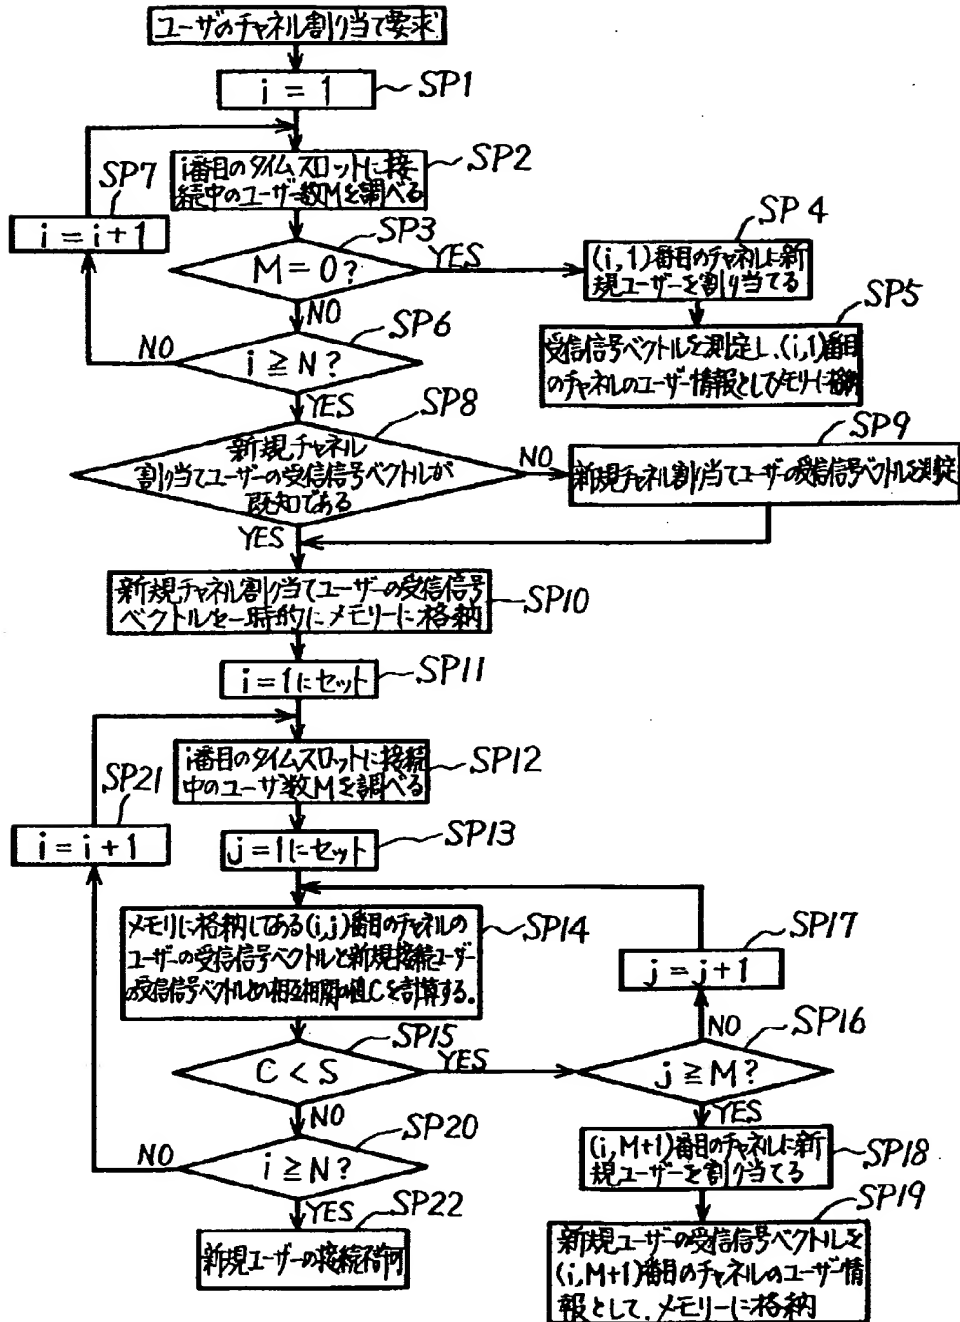 ユーザのチャネル割り当て要求
i = 1
SP1
i番目のタイムスロットに接
続中のユーザー数Mを調べる
SP2
SP7
i = i+1
M = 0?
SP3
YES
NO
(i,1)番目のチャネルに新
規ユーザーを割り当てる
SP4
受信信号ベクトルを測定し、(i,1)番目
のチャネルのユーザー情報としてメモリーに格納
SP5
i ≧ N?
SP6
NO
YES
新規チャネル
割り当てユーザーの受信信号ベクトルが
既知である
SP8
NO
YES
新規チャネル割り当てユーザーの受信信号ベクトルを測定
SP9
新規チャネル割り当てユーザーの受信信号
ベクトルを一時的にメモリーに格納
SP10
i=1にセット
SP11
i番目のタイムスロットに接続
中のユーザ数Mを調べる
SP12
SP21
i = i+1
j=1にセット
SP13
メモリに格納してある(i,j)番目のチャネルの
ユーザーの受信信号ベクトルと新規接続ユーザー
の受信信号ベクトルとの相互相関値Cを計算する。
SP14
SP17
j = j+1
C < S
SP15
YES
NO
j ≧ M?
SP16
NO
YES
(i,M+1)番目のチャネルに新
規ユーザーを割り当てる
SP18
新規ユーザーの受信信号ベクトルを
(i,M+1)番目のチャネルのユーザー情
報として、メモリーに格納
SP19
i ≧ N?
SP20
NO
YES
新規ユーザーの接続不許可
SP22